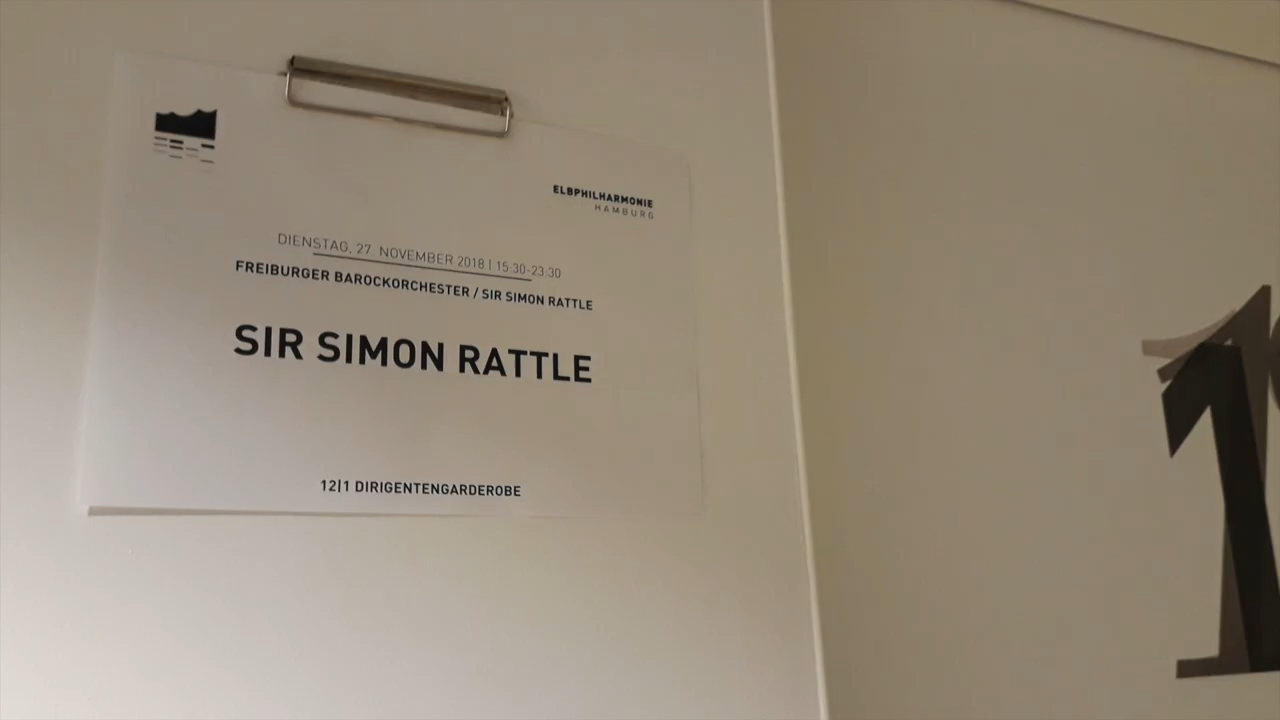 ELBPHILHARMONIE
HAMBURG
DIENSTAG, 27. NOVEMBER 2018 | 15:30-23:30
FREIBURGER BAROCKORCHESTER / SIR SIMON RATTLE
SIR SIMON RATTLE
12|1 DIRIGENTENGARDEROBE
1